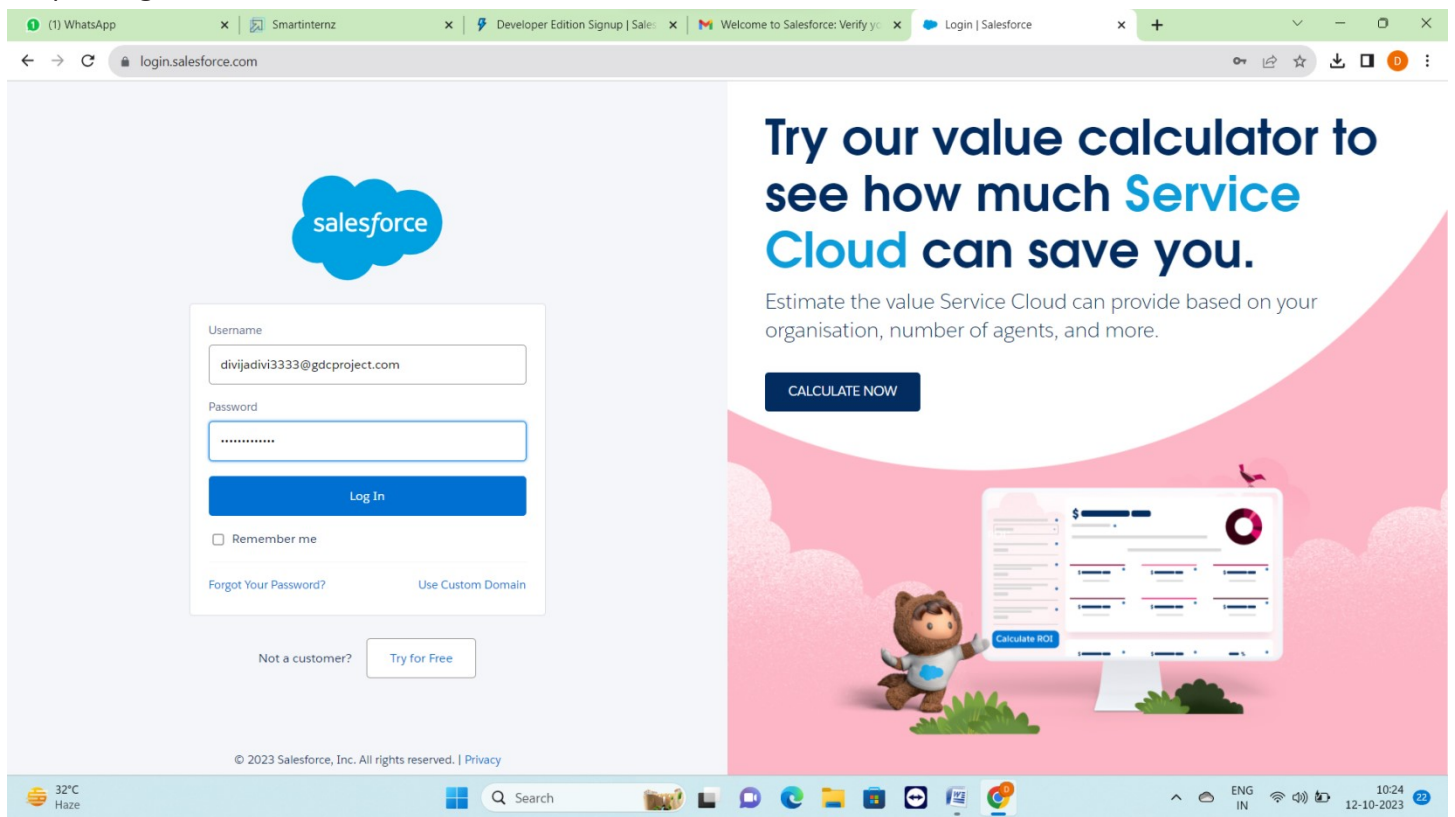 (1) WhatsApp
Smartinternz
Developer Edition Signup | Sales
Welcome to Salesforce: Verify yo
Login | Salesforce
login.salesforce.com
D
salesforce
Username
divijadivi3333@gdcproject.com
Password
Log In
Remember me
Forgot Your Password? Use Custom Domain
Not a customer? Try for Free
© 2023 Salesforce, Inc. All rights reserved. | Privacy
Try our value calculator to
see how much Service
Cloud can save you.
Estimate the value Service Cloud can provide based on your
organisation, number of agents, and more.
CALCULATE NOW
Calculate ROI
32°C
Haze
Search
ENG
IN
10:24
12-10-2023
22